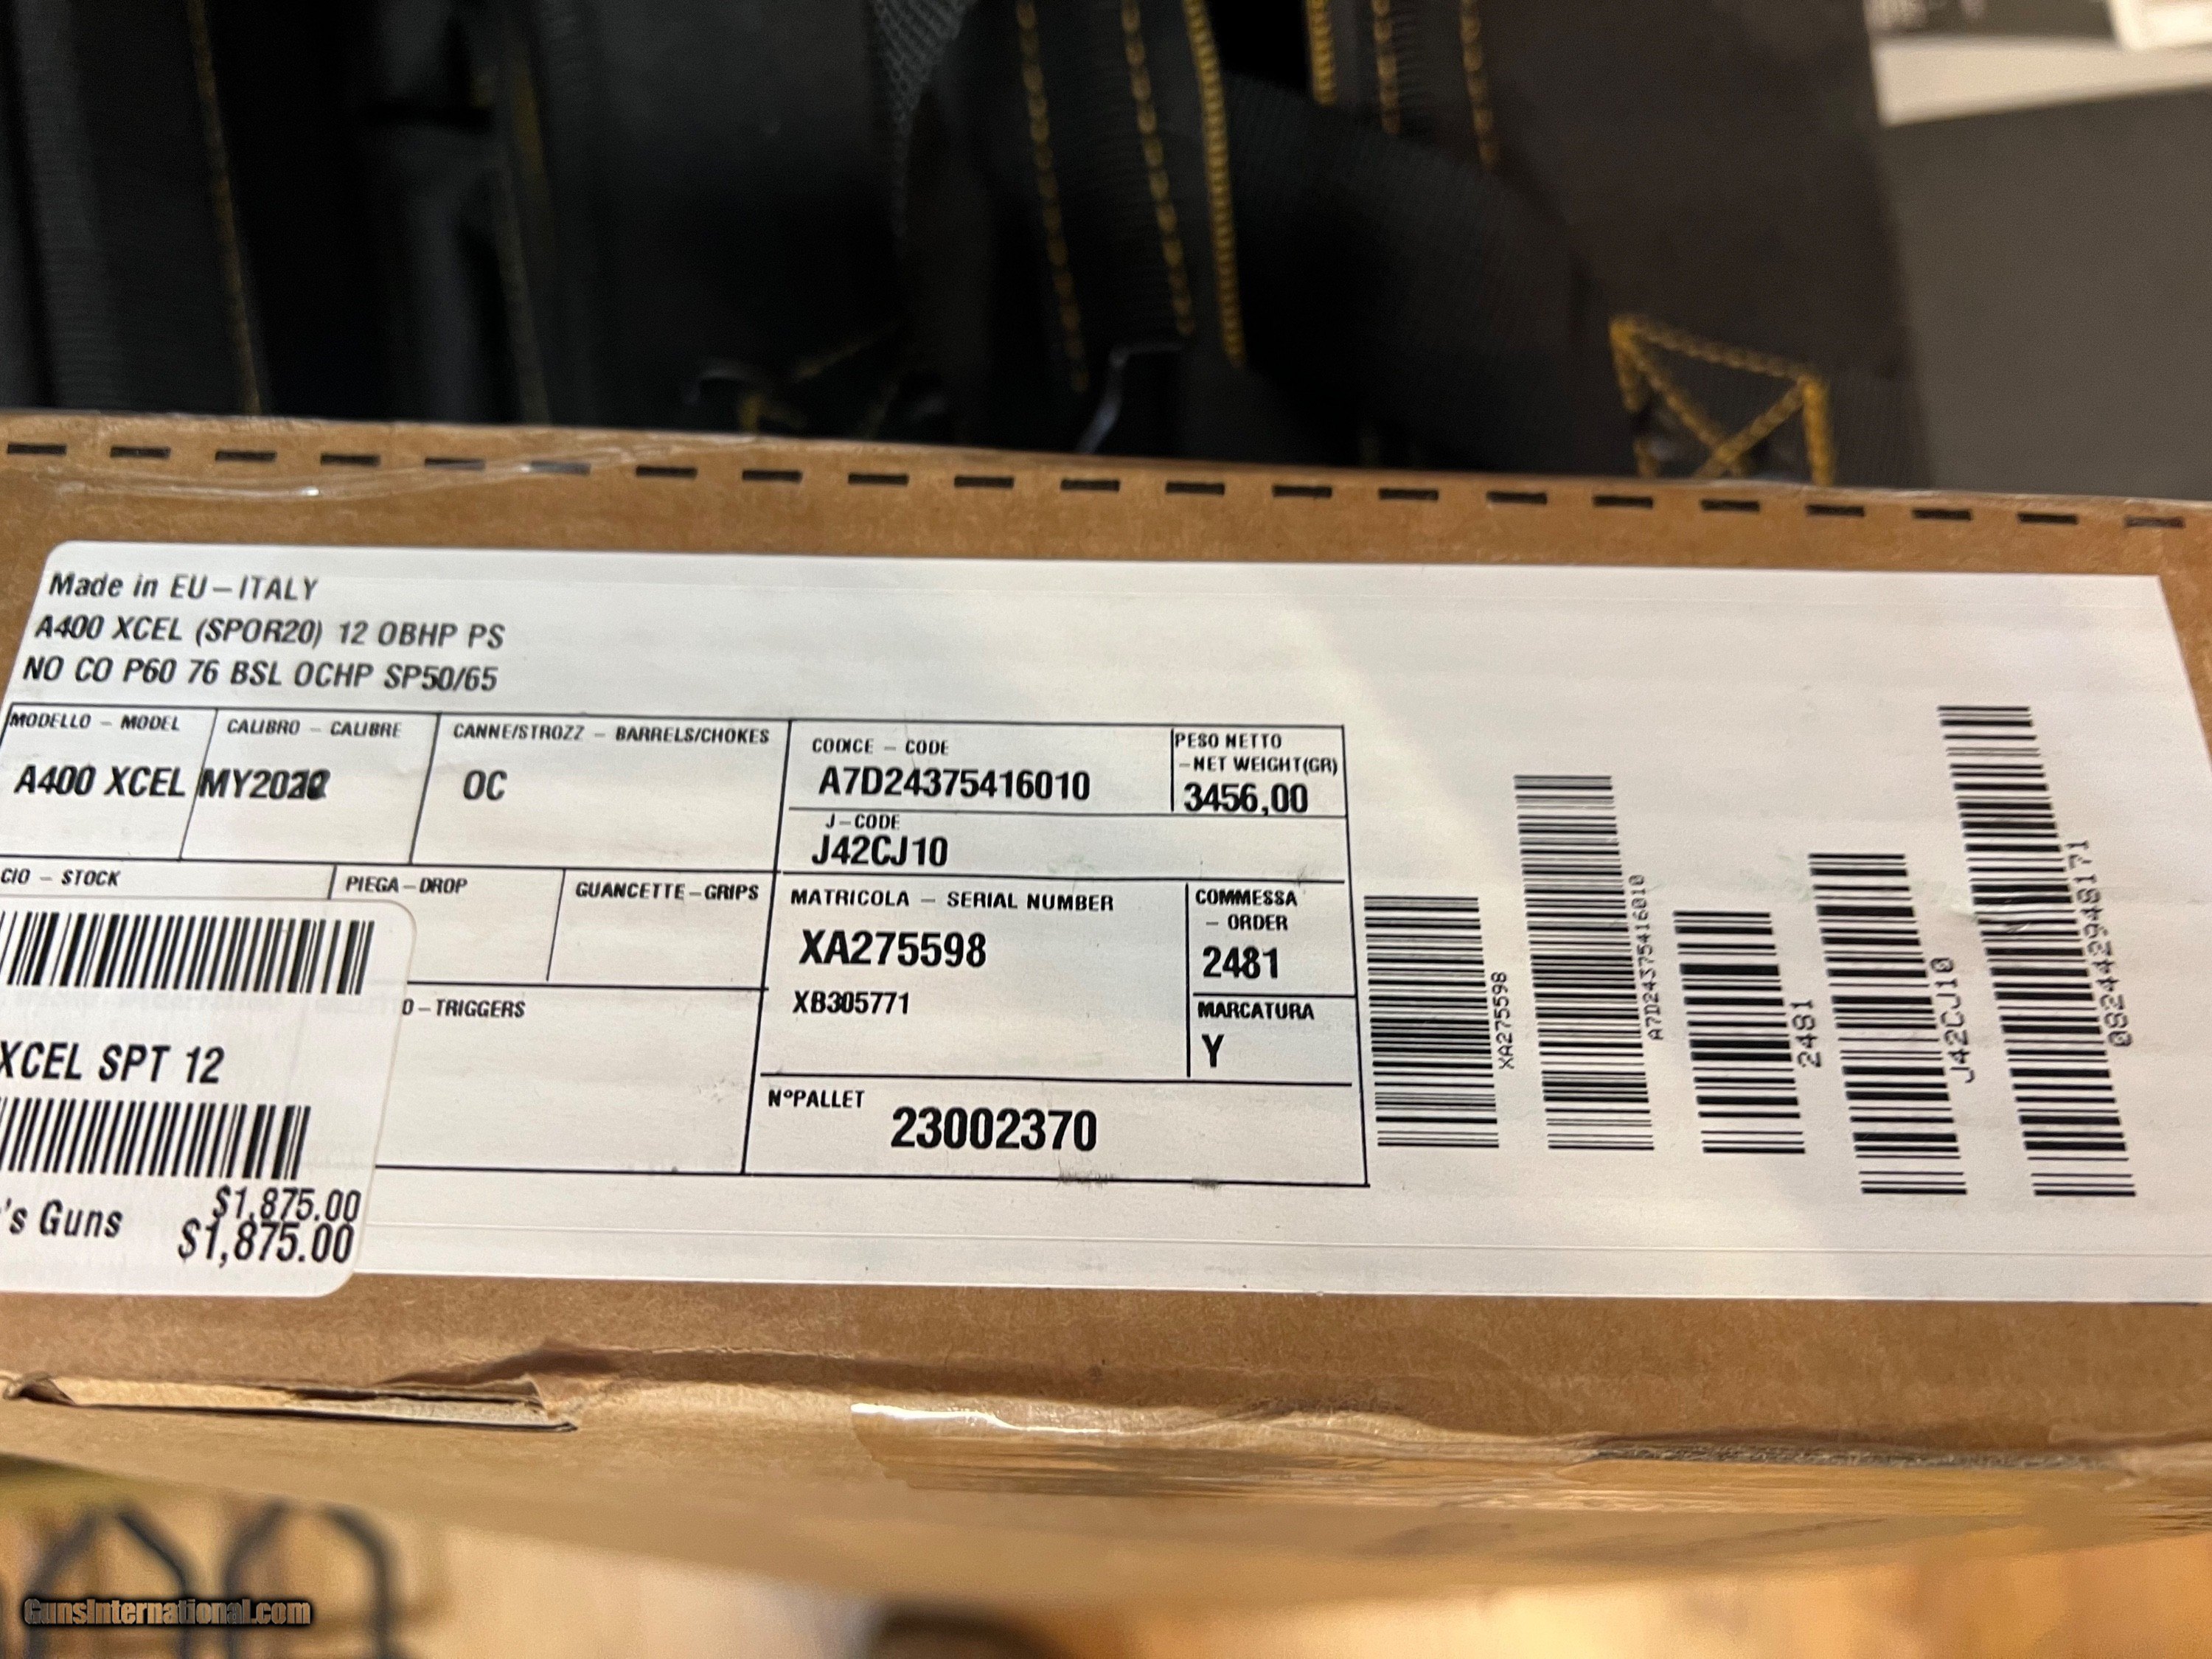 Made in EU-ITALY
A400 XCEL (SPOR20) 12 OBHP PS
NO CO P60 76 BSL OCHP SP50/65
MODELLO - MODEL
CALIBRO - CALIBRE
CANNE/STROZZ - BARRELS/CHOKES
A400 XCEL
OC
CODICE - CODE
A7D24375416010
PESO NETTO
-NET WEIGHT(GR)
3456,00
J-CODE
J42CJ10
CIO - STOCK
PIEGA-DROP
GUANCETTE-GRIPS
MATRICOLA - SERIAL NUMBER
XA275598
XB305771
COMMESSA
- ORDER
2481
MARCATURA
Y
O-TRIGGERS
N°PALLET
23002370
XCEL SPT 12
$1,875.00
's Guns
$1,875.00
XA275598
A7D24375416010
2481
J42CJ10
082442948171
GunsInternational.com